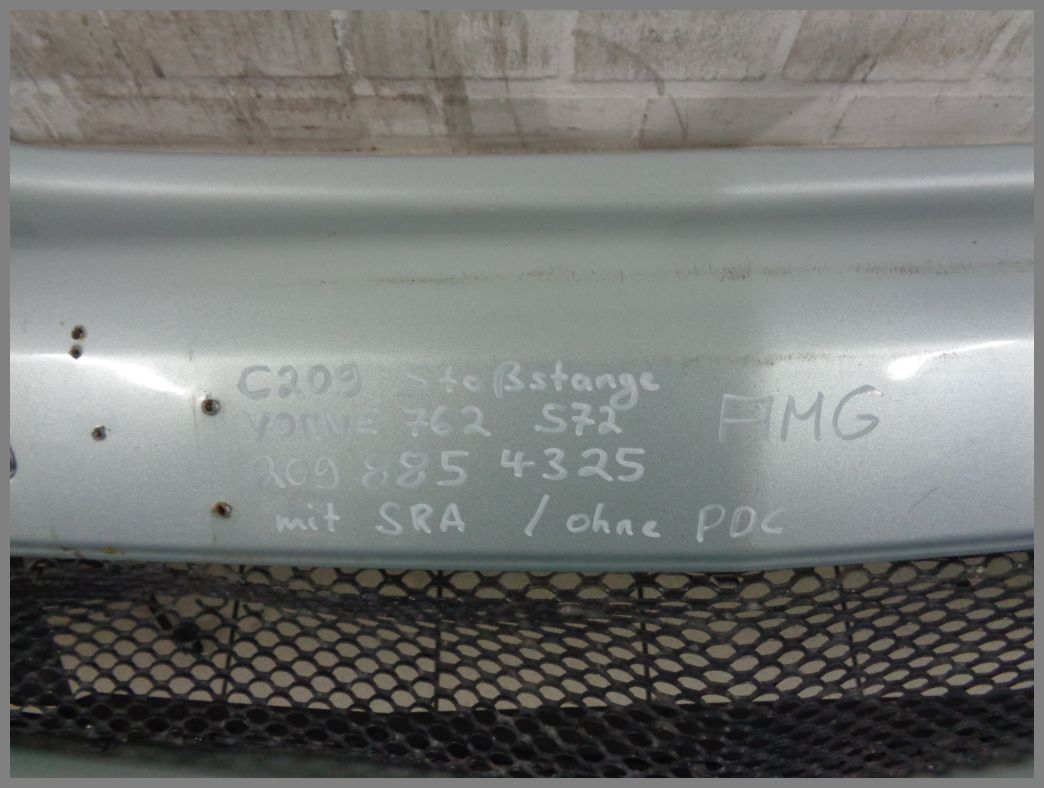 C209 Stoßstange
VORNE 762 S72
AMG
209 885 4325
mit SRA / ohne PDC